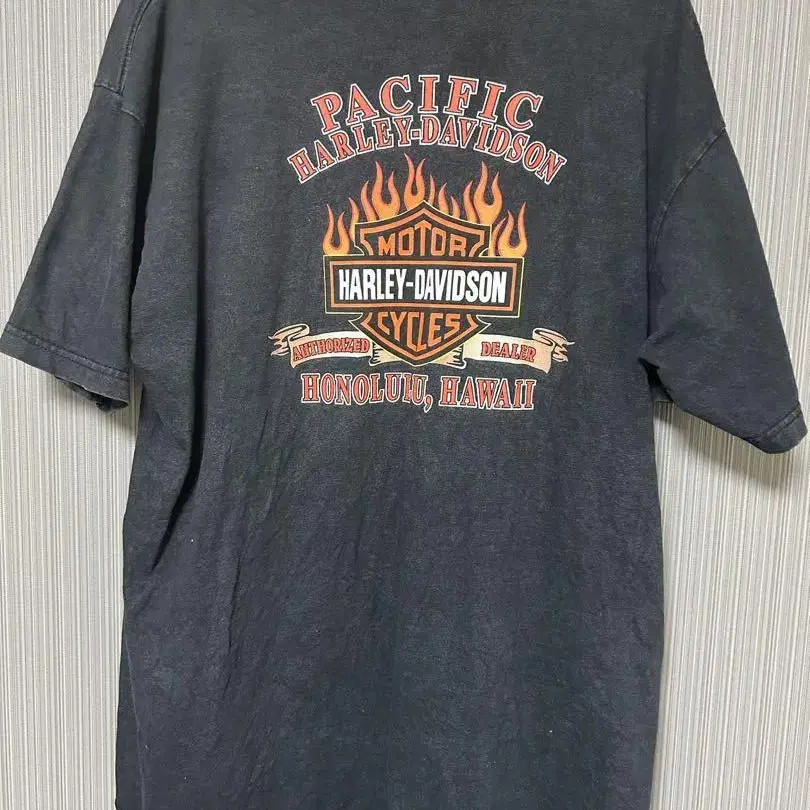 PACIFIC
HARLEY-DAVIDSON
MOTOR
HARLEY-DAVIDSON
CYCLES
AUTHORIZED DEALER
HONOLULU, HAWAII